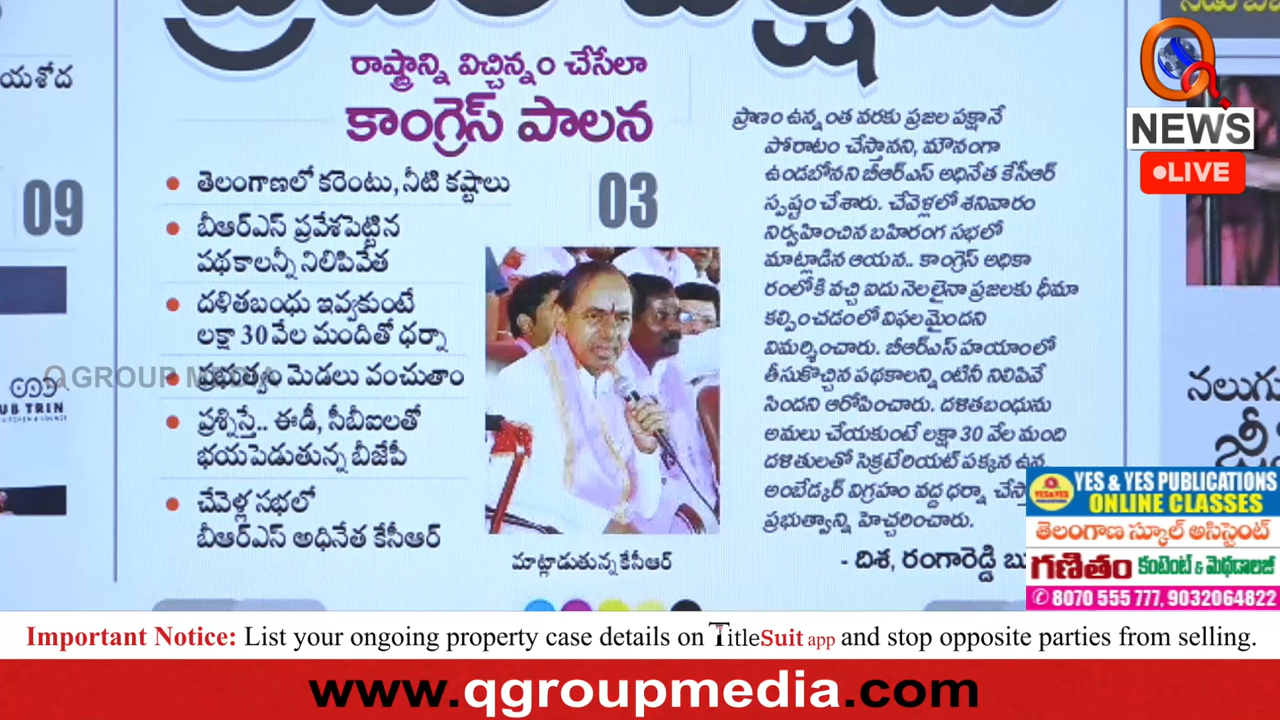 రాష్ట్రాన్ని విచ్చిన్నం చేసేలా
కాంగ్రెస్ పాలన
యశోద
09
• తెలంగాణలో కరెంటు, నీటి కష్టాలు
• బీఆర్ఎస్ ప్రవేశపెట్టిన
పథకాలన్నీ నిలిపివేత
• దళితబంధు ఇవ్వకుంటే
లక్షా 30 వేల మందితో ధర్నా
• ప్రభుత్వం మెడలు వంచుతాం
• ప్రశ్నిస్తే.. ఈడీ, సీబీఐలతో
భయపెడుతున్న బీజేపీ
• చేవెళ్ల సభలో
బీఆర్ఎస్ అధినేత కేసీఆర్
03
మాట్లాడుతున్న కేసీఆర్
ప్రాణం ఉన్నంత వరకు ప్రజల పక్షానే
పోరాటం చేస్తానని, మౌనంగా
ఉండబోనని బీఆర్ఎస్ అధినేత కేసీఆర్
స్పష్టం చేశారు. చేవెళ్లలో శనివారం
నిర్వహించిన బహిరంగ సభలో
మాట్లాడిన ఆయన.. కాంగ్రెస్ అధికా
రంలోకి వచ్చి ఐదు నెలలైనా ప్రజలకు ధీమా
కల్పించడంలో విఫలమైందని
విమర్శించారు. బీఆర్ఎస్ హయాంలో
తీసుకొచ్చిన పథకాలన్నింటినీ నిలిపివే
సిందని ఆరోపించారు. దళితబంధును
అమలు చేయకుంటే లక్షా 30 వేల మంది
దళితులతో సెక్రటేరియట్ పక్కన ఉన్న
అంబేడ్కర్ విగ్రహం వద్ద ధర్నా
ప్రభుత్వాన్ని హెచ్చరించారు.
- దిశ, రంగారెడ్డి
Q GROUP MEDIA
UB TRIN
నలుగు
Q
NEWS
LIVE
YES & YES PUBLICATIONS
ONLINE CLASSES
తెలంగాణ స్కూల్ అసిస్టెంట్
గణితం కంటెంట్ & మెథడాలజీ
8070 555 777, 9032064822
Important Notice: List your ongoing property case details on TitleSuit app and stop opposite parties from selling.
www.qgroupmedia.com